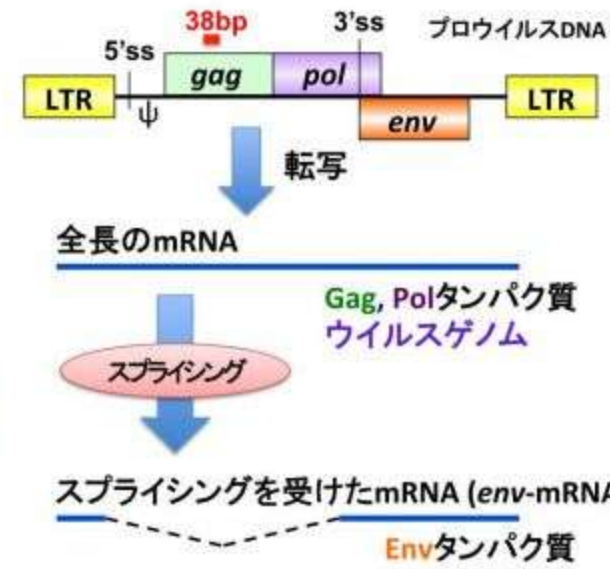 38bp
3'ss
プロウイルスDNA
5'ss
LTR
gag
pol
LTR
ψ
env
転写
全長のmRNA
Gag, Polタンパク質
ウイルスゲノム
スプライシング
スプライシングを受けたmRNA (env-mRNA
Envタンパク質